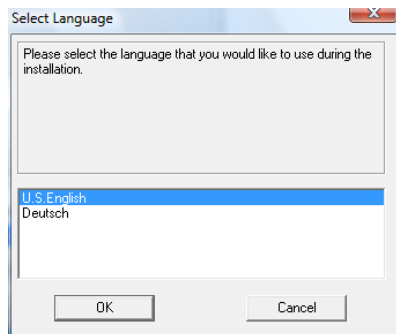 Select Language
Please select the language that you would like to use during the
installation.
U.S.English
Deutsch
OK
Cancel